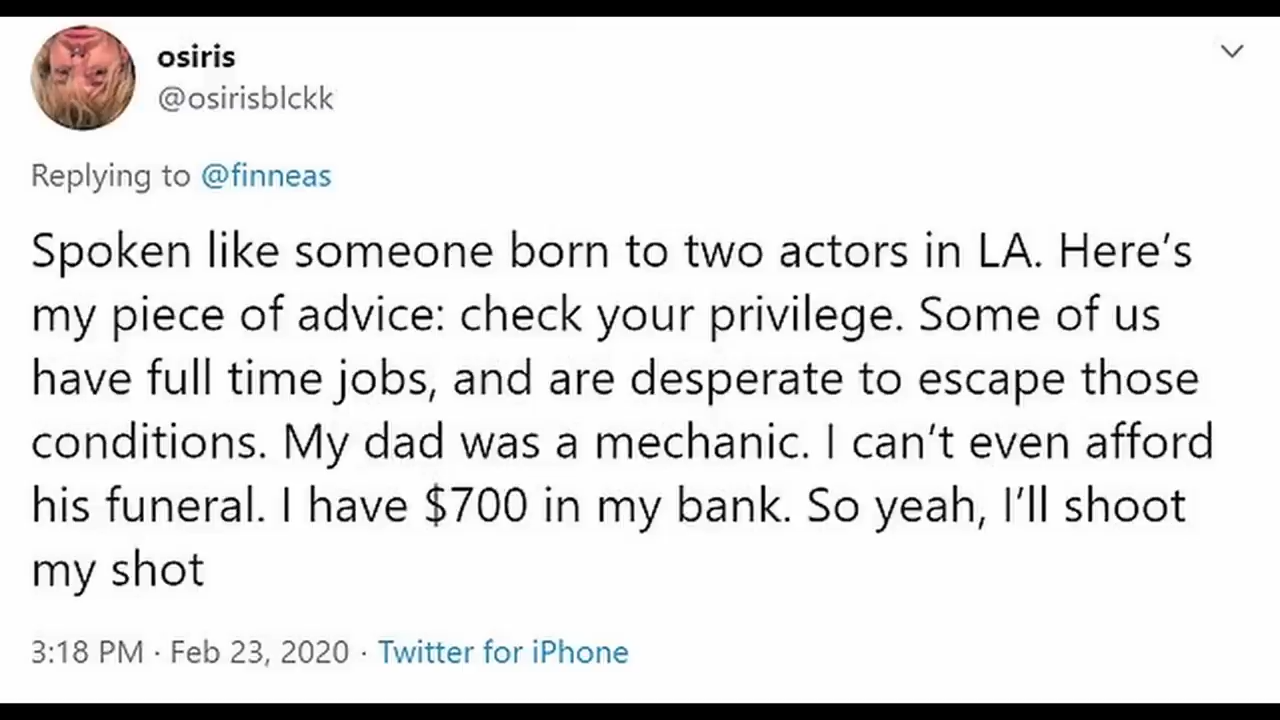 osiris
@osirisblckk
Replying to @finneas
Spoken like someone born to two actors in LA. Here's
my piece of advice: check your privilege. Some of us
have full time jobs, and are desperate to escape those
conditions. My dad was a mechanic. I can't even afford
his funeral. I have $700 in my bank. So yeah, I'll shoot
my shot
3:18 PM · Feb 23, 2020 · Twitter for iPhone